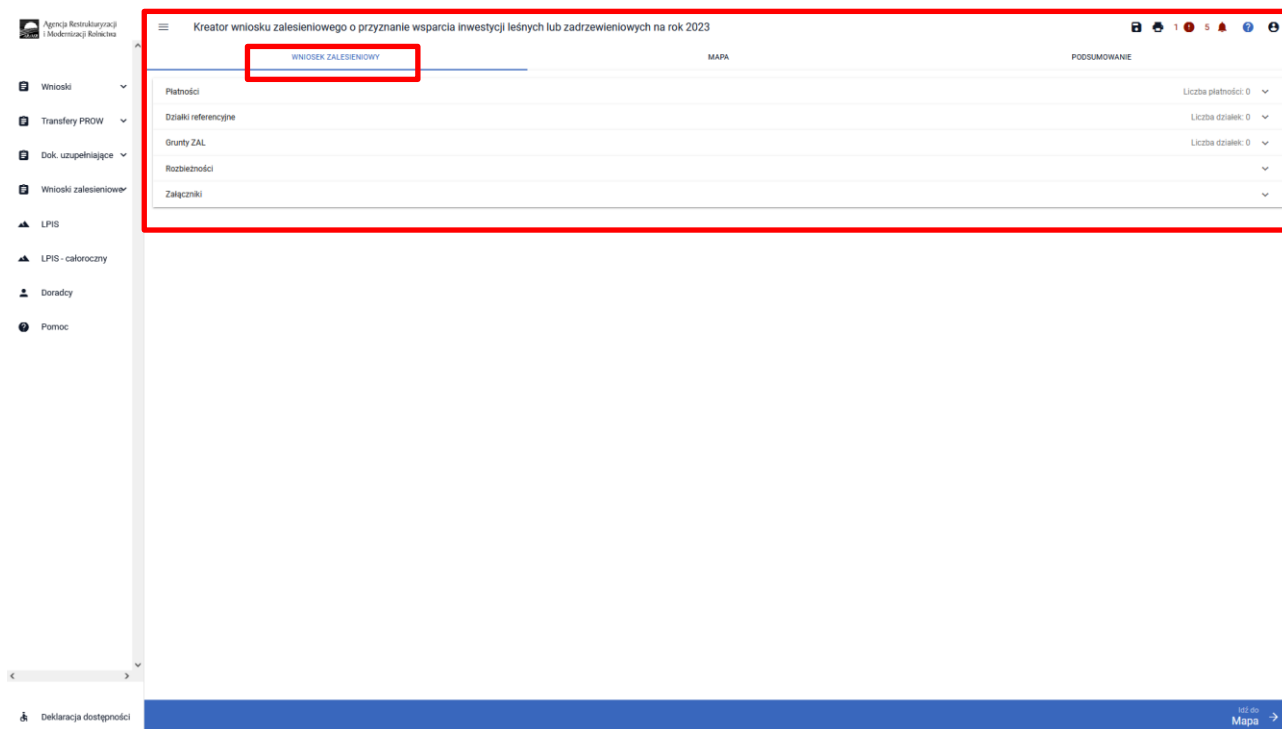 Agencja Restrukturyzacji
i Modernizacji Rolnictwa
Kreator wniosku zalesieniowego o przyznanie wsparcia inwestycji leśnych lub zadrzewieniowych na rok 2023
1
5
WNIOSEK ZALESIENIOWY
MAPA
PODSUMOWANIE
Wnioski
Transfery PROW
Dok. uzupełniające
Wnioski zalesieniowe
LPIS
LPIS - całoroczny
Doradcy
Pomoc
Płatności Liczba płatności: 0
Działki referencyjne Liczba działek: 0
Grunty ZAL Liczba działek: 0
Rozbieżności
Załączniki
Deklaracja dostępności
Idź do
Mapa